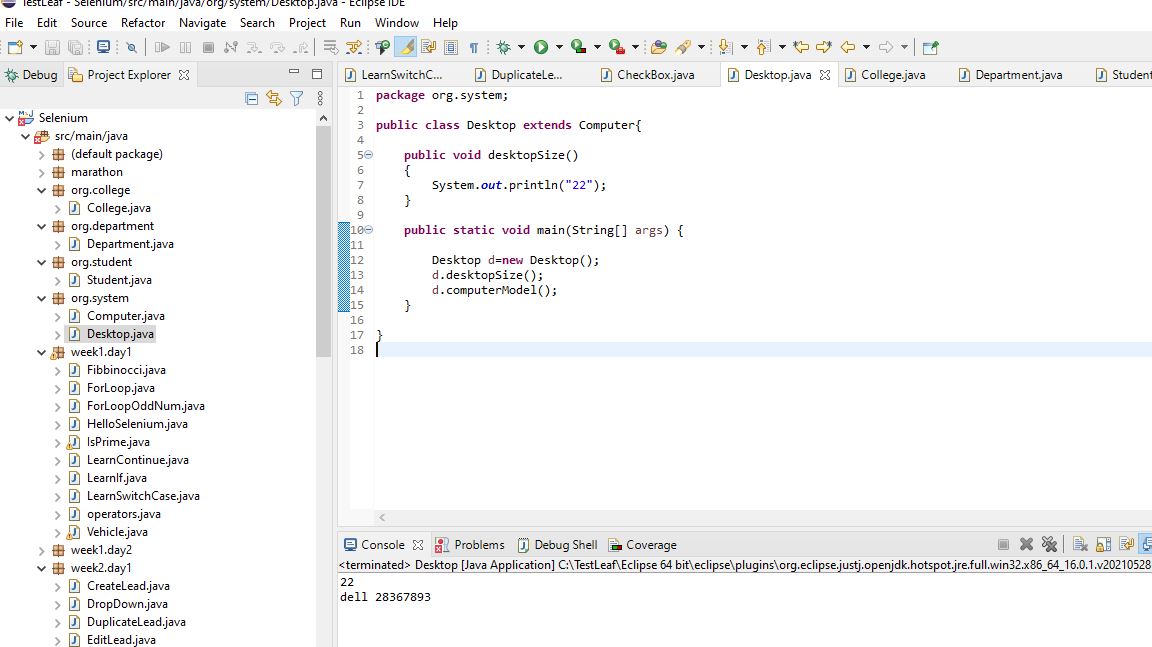 TestLeaf - Selenium/src/main/java/org/system/Desktop.java - Eclipse IDE
File Edit Source Refactor Navigate Search Project Run Window Help
Debug Project Explorer
Selenium
src/main/java
(default package)
marathon
org.college
College.java
org.department
Department.java
org.student
Student.java
org.system
Computer.java
Desktop.java
week1.day1
Fibbinocci.java
ForLoop.java
ForLoopOddNum.java
HelloSelenium.java
IsPrime.java
LearnContinue.java
LearnIf.java
LearnSwitchCase.java
operators.java
Vehicle.java
week1.day2
week2.day1
CreateLead.java
DropDown.java
DuplicateLead.java
EditLead.java
LearnSwitchC... DuplicateLe... CheckBox.java Desktop.java College.java Department.java Student
1 package org.system;
2
3 public class Desktop extends Computer{
4
5 public void desktopSize()
6 {
7 System.out.println("22");
8 }
9
10 public static void main(String[] args) {
11
12 Desktop d=new Desktop();
13 d.desktopSize();
14 d.computerModel();
15 }
16
17 }
18
Console Problems Debug Shell Coverage
<terminated> Desktop [Java Application] C:\TestLeaf\Eclipse 64 bit\eclipse\plugins\org.eclipse.justj.openjdk.hotspot.jre.full.win32.x86_64_16.0.1.v20210528
22
dell 28367893